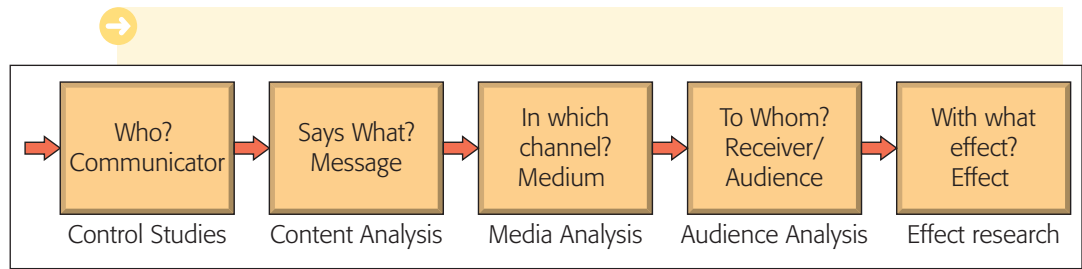 Who?
Communicator
Says What?
Message
In which
channel?
Medium
To Whom?
Receiver/
Audience
With what
effect?
Effect
Control Studies
Content Analysis
Media Analysis
Audience Analysis
Effect research